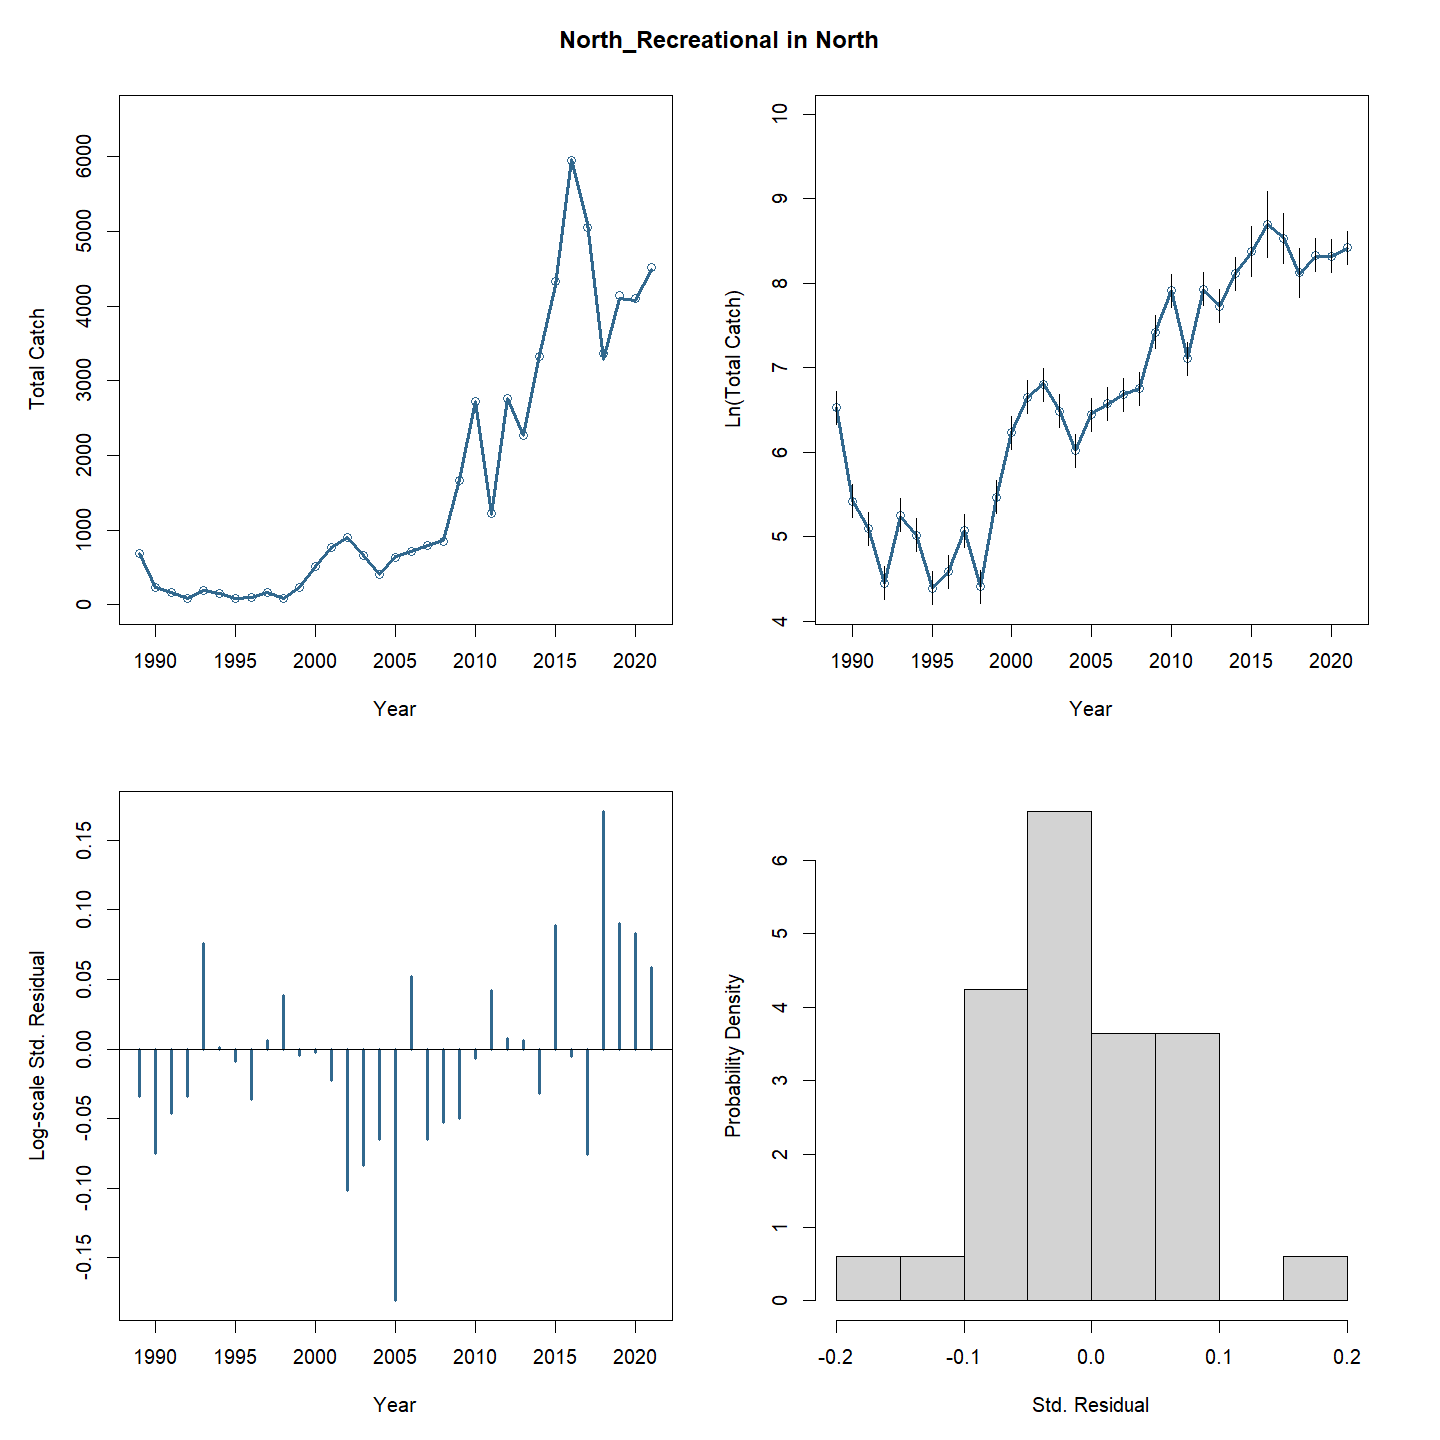 North_Recreational in North
Total Catch
0 1000 2000 3000 4000 5000 6000
1990 1995 2000 2005 2010 2015 2020
Year
Ln(Total Catch)
4 5 6 7 8 9 10
1990 1995 2000 2005 2010 2015 2020
Year
Log-scale Std. Residual
-0.15 -0.10 -0.05 0.00 0.05 0.10 0.15
1990 1995 2000 2005 2010 2015 2020
Year
Probability Density
0 1 2 3 4 5 6
-0.2 -0.1 0.0 0.1 0.2
Std. Residual